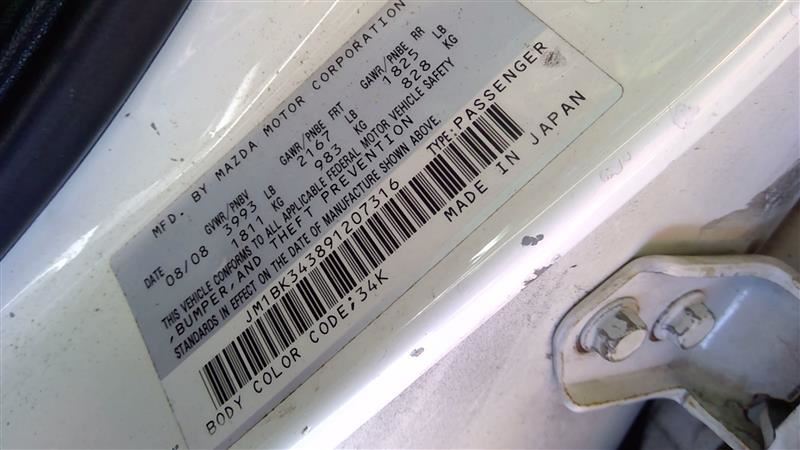 MFD. BY MAZDA MOTOR CORPORATION
DATE GVWR/PNBV GAWR/PNBE FRT GAWR/PNBE RR
08/08 3993 LB 2167 LB 1825 LB
1811 KG 983 KG 828 KG
THIS VEHICLE CONFORMS TO ALL APPLICABLE FEDERAL MOTOR VEHICLE SAFETY
,BUMPER,AND THEFT PREVENTION
STANDARDS IN EFFECT ON THE DATE OF MANUFACTURE SHOWN ABOVE.
JM1BK343891207316 TYPE:PASSENGER
BODY COLOR CODE;34K MADE IN JAPAN